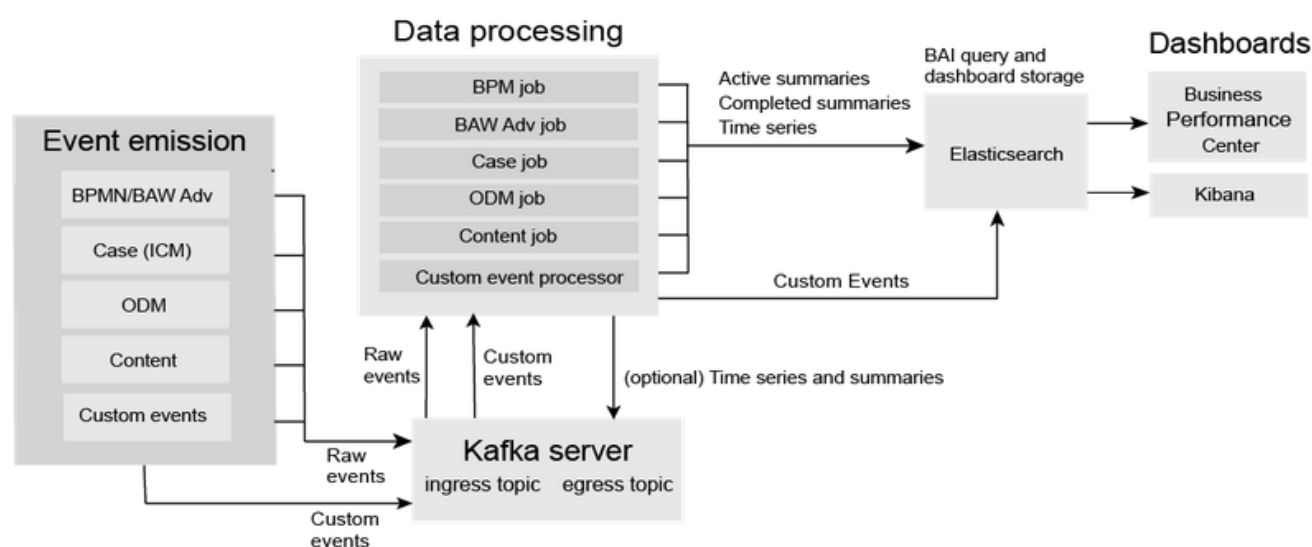 Data processing
BPM job
BAW Adv job
Case job
ODM job
Content job
Custom event processor
Event emission
BPMN/BAW Adv
Case (ICM)
ODM
Content
Custom events
Active summaries
Completed summaries
Time series
BAI query and
dashboard storage
Elasticsearch
Dashboards
Business
Performance
Center
Kibana
Custom Events
Raw
events
Custom
events
(optional) Time series and summaries
Kafka server
ingress topic egress topic
Raw
events
Custom
events